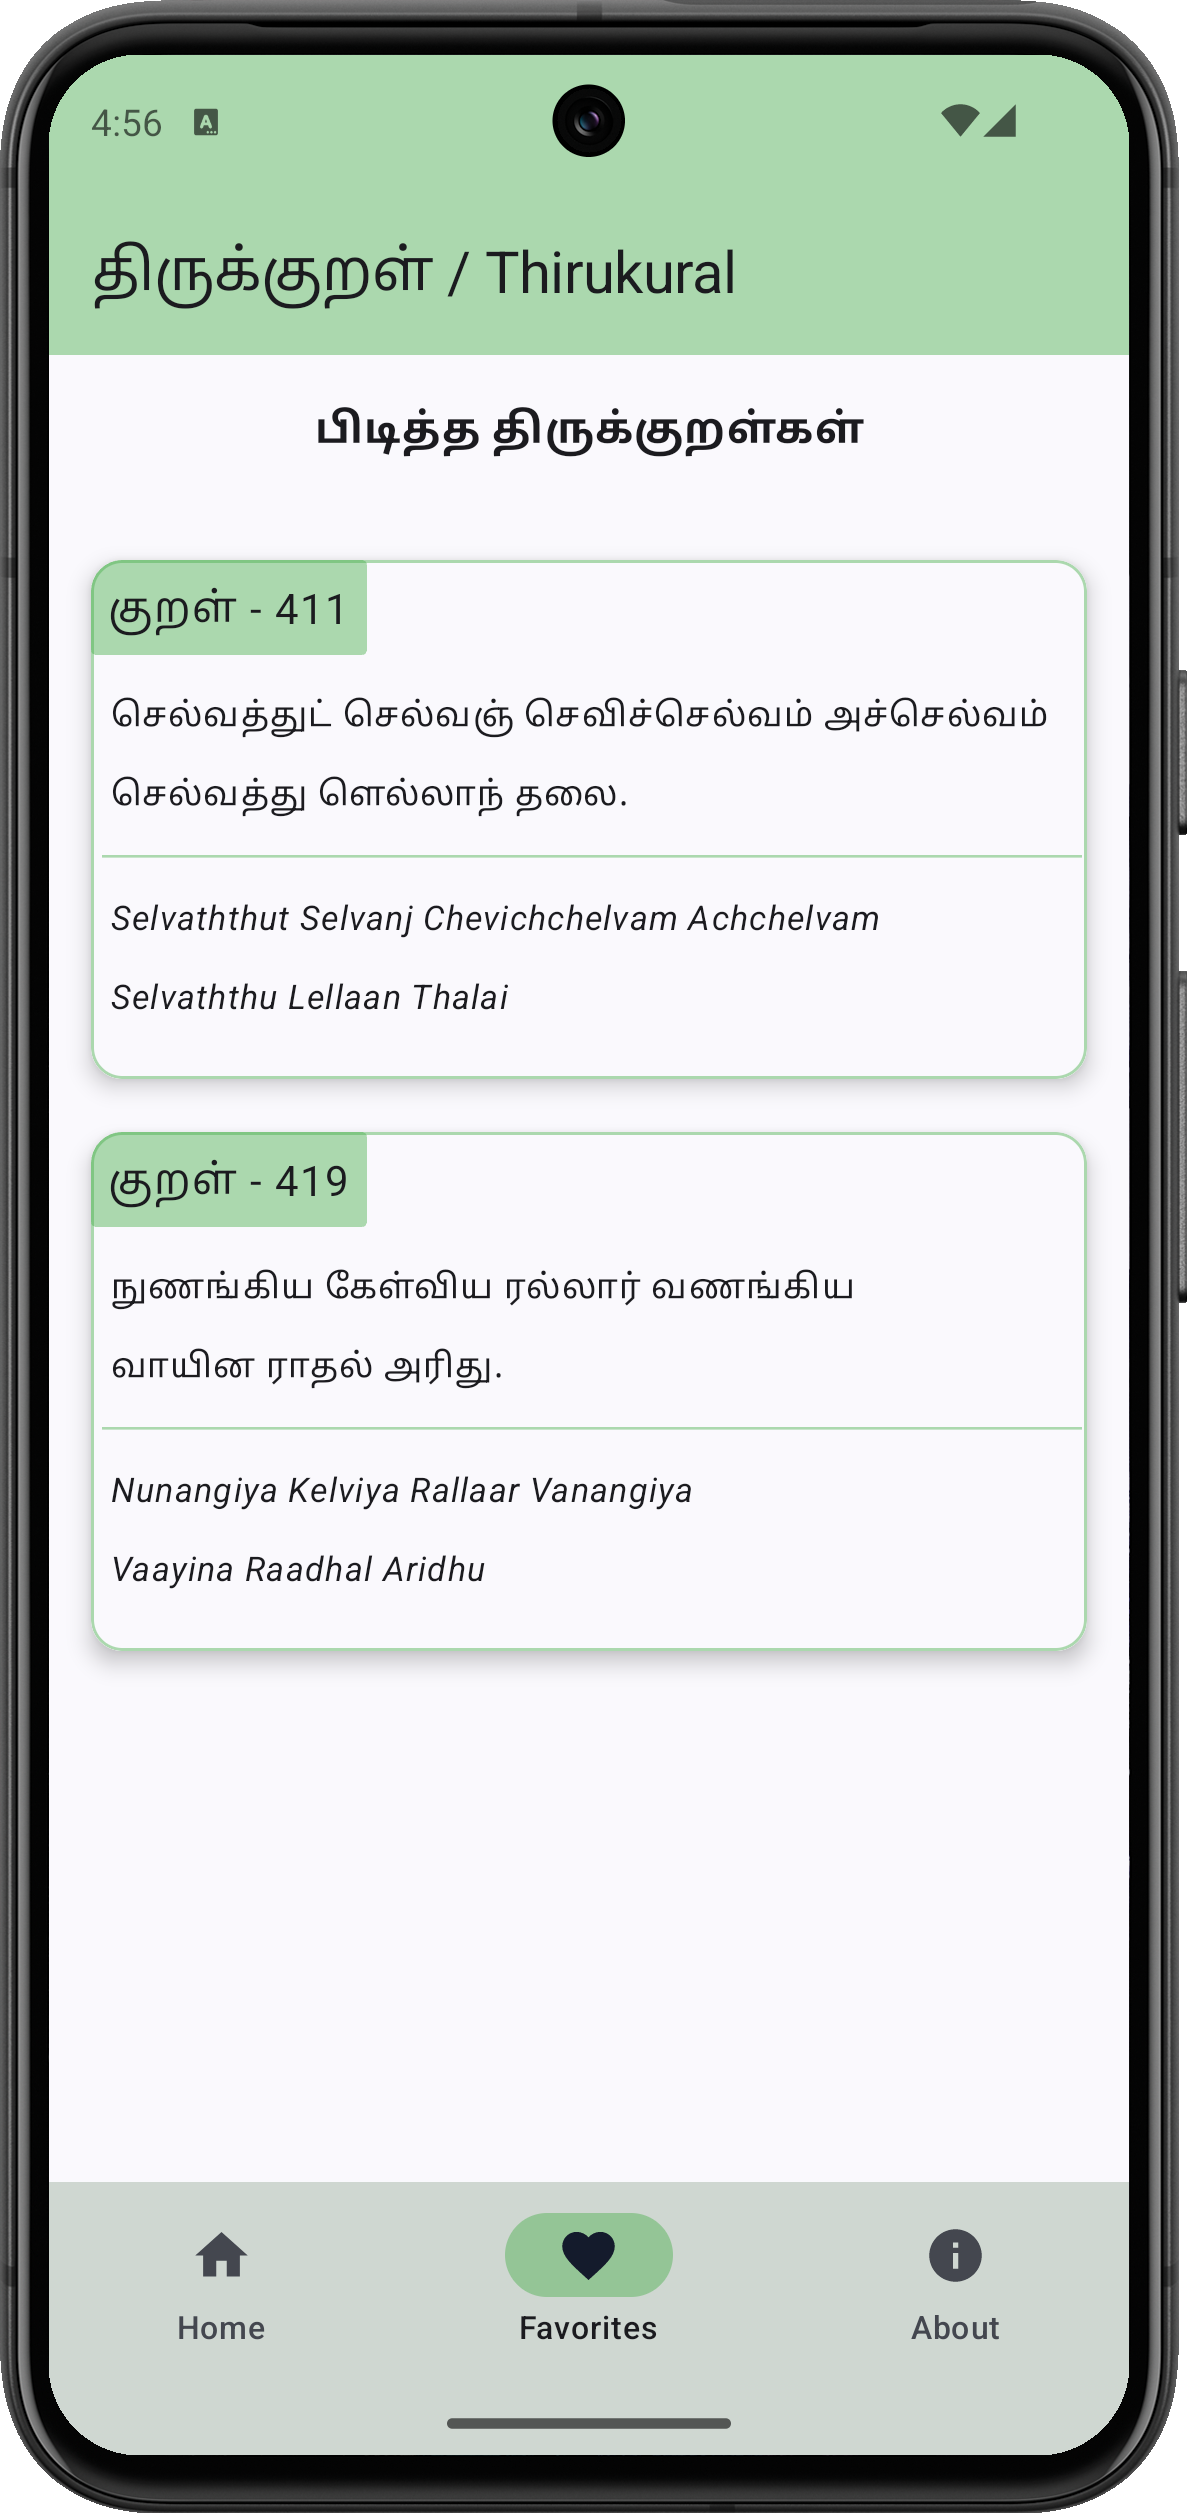 4:56
திருக்குறள் / Thirukural
பிடித்த திருக்குறள்கள்
குறள் - 411
செல்வத்துட் செல்வஞ் செவிச்செல்வம் அச்செல்வம்
செல்வத்து ளெல்லாந் தலை.
Selvaththut Selvanj Chevichchelvam Achchelvam
Selvaththu Lellaan Thalai
குறள் - 419
நுணங்கிய கேள்விய ரல்லார் வணங்கிய
வாயின ராதல் அரிது.
Nunangiya Kelviya Rallaar Vanangiya
Vaayina Raadhal Aridhu
Home Favorites About